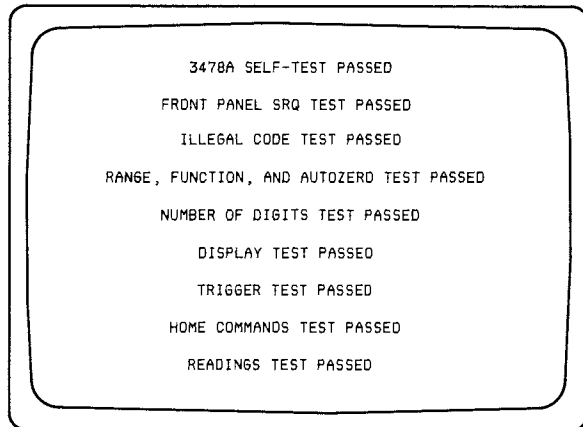 3478A SELF-TEST PASSED
FRONT PANEL SRQ TEST PASSED
ILLEGAL CODE TEST PASSED
RANGE, FUNCTION, AND AUTOZERO TEST PASSED
NUMBER OF DIGITS TEST PASSED
DISPLAY TEST PASSED
TRIGGER TEST PASSED
HOME COMMANDS TEST PASSED
READINGS TEST PASSED